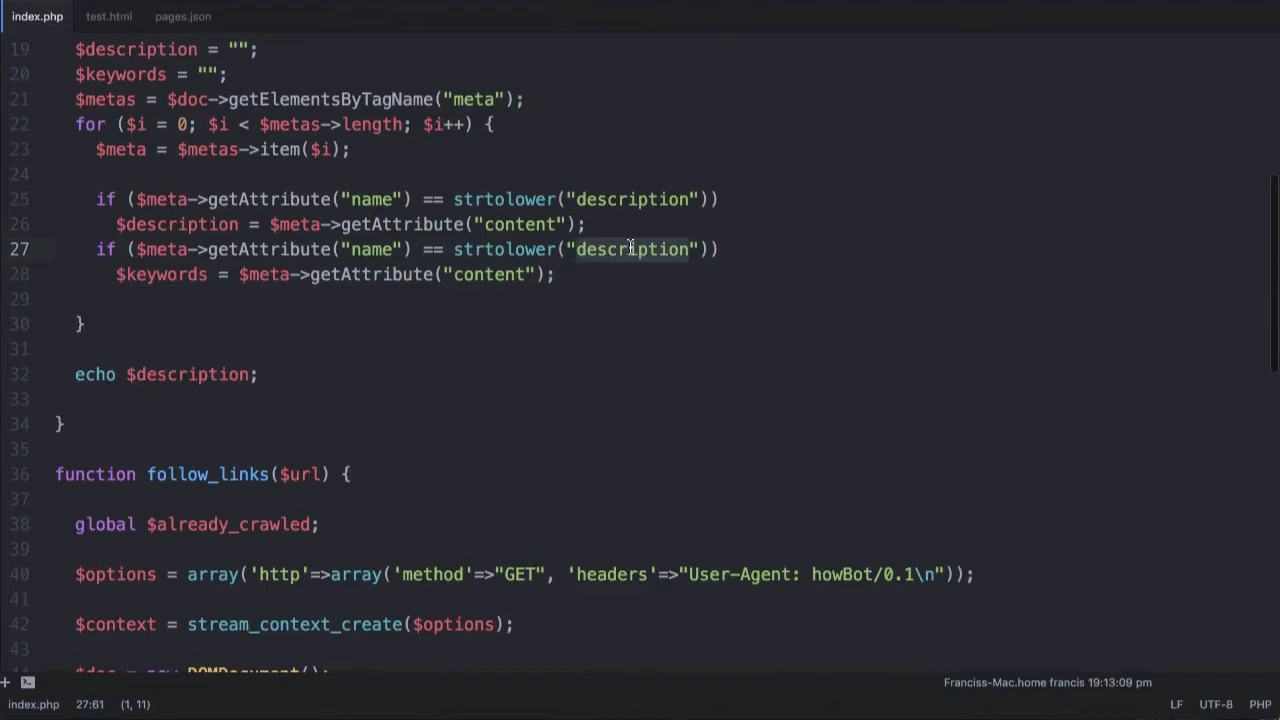 index.php test.html pages.json
19 $description = "";
20 $keywords = "";
21 $metas = $doc->getElementsByTagName("meta");
22 for ($i = 0; $i < $metas->length; $i++) {
23 $meta = $metas->item($i);
24
25 if ($meta->getAttribute("name") == strtolower("description"))
26 $description = $meta->getAttribute("content");
27 if ($meta->getAttribute("name") == strtolower("description"))
28 $keywords = $meta->getAttribute("content");
29
30 }
31
32 echo $description;
33
34 }
35
36 function follow_links($url) {
37
38 global $already_crawled;
39
40 $options = array('http'=>array('method'=>"GET", 'headers'=>"User-Agent: howBot/0.1\n"));
41
42 $context = stream_context_create($options);
43
44 $doc = new DOMDocument();
Franciss-Mac.home francis 19:13:09 pm
index.php 27:61 (1, 11) LF UTF-8 PHP